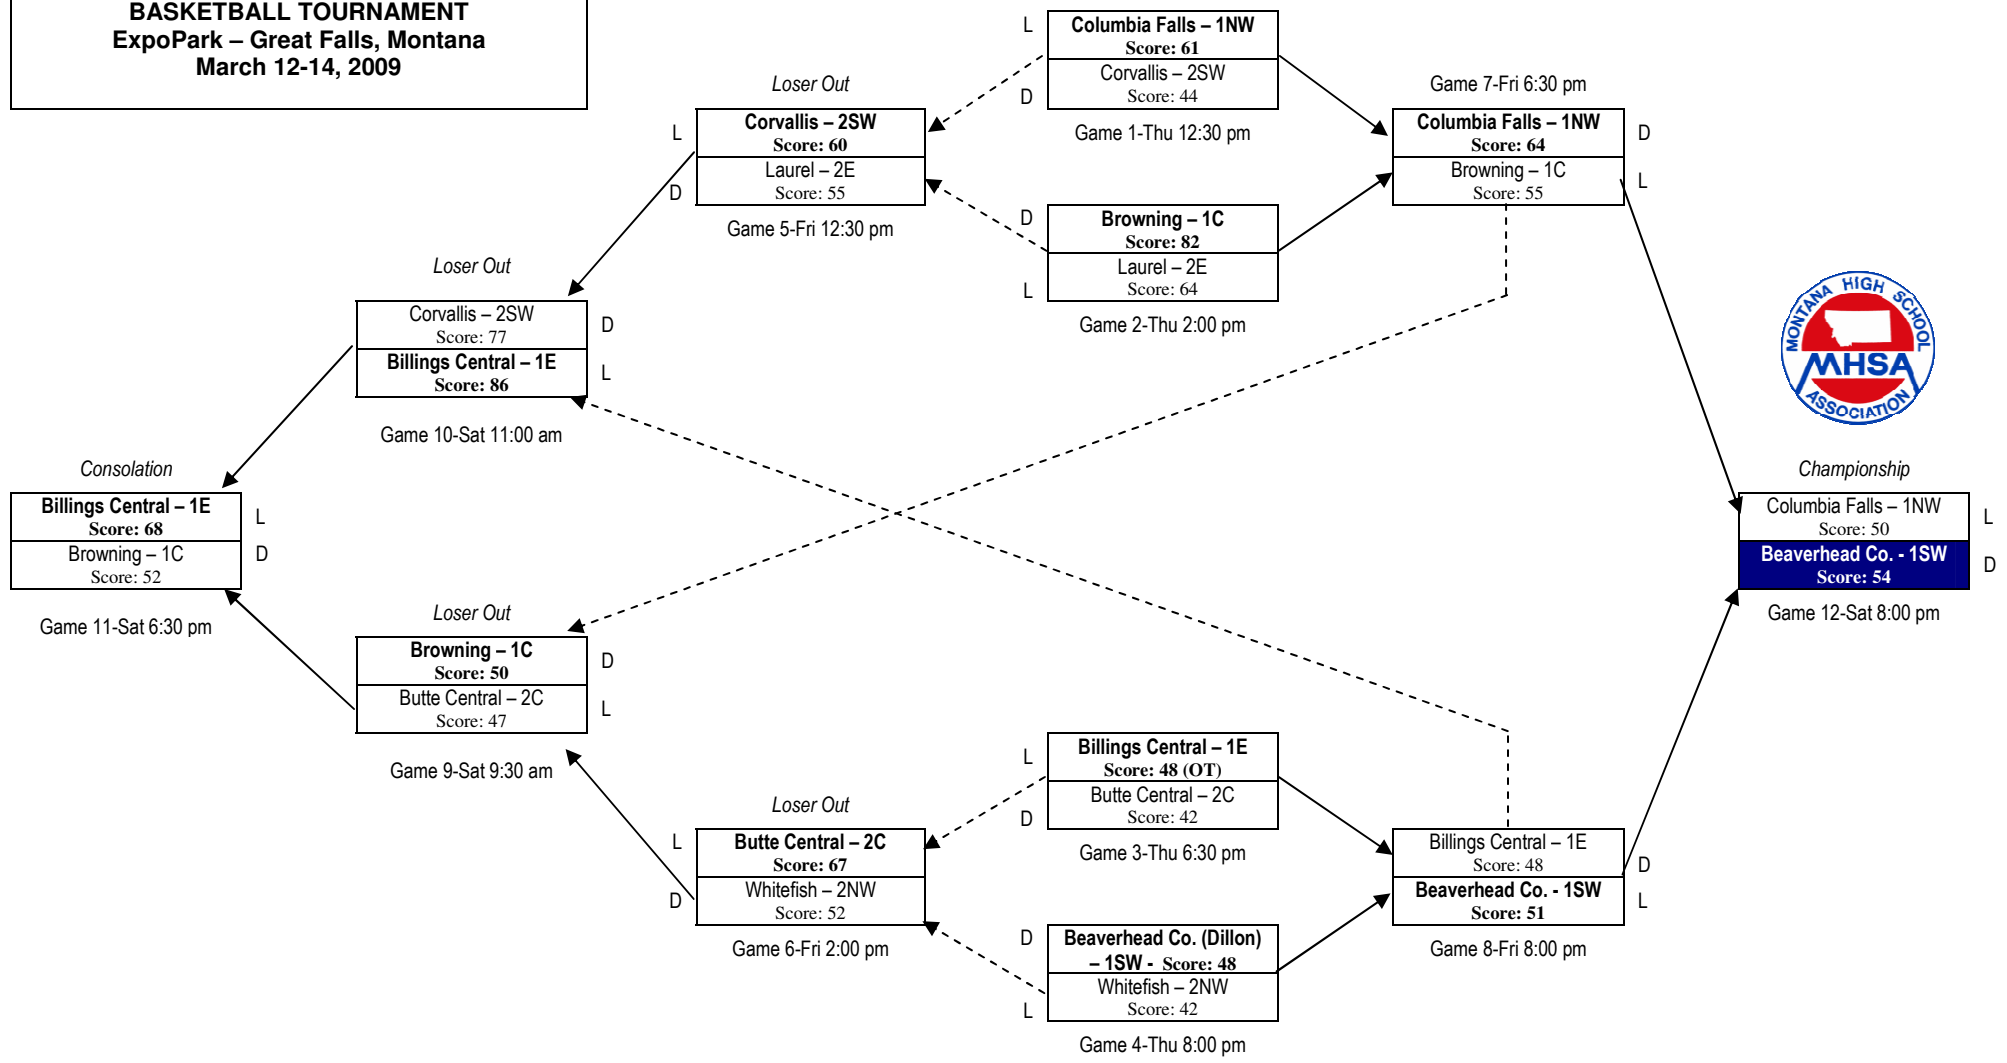 BASKETBALL TOURNAMENT
ExpoPark – Great Falls, Montana
March 12-14, 2009
L
Columbia Falls – 1NW
Score: 61
Corvallis – 2SW
Score: 44
D
Game 1-Thu 12:30 pm
D
Browning – 1C
Score: 82
Laurel – 2E
Score: 64
L
Game 2-Thu 2:00 pm
Loser Out
L
Corvallis – 2SW
Score: 60
Laurel – 2E
Score: 55
D
Game 5-Fri 12:30 pm
Game 7-Fri 6:30 pm
Columbia Falls – 1NW
Score: 64
D
Browning – 1C
Score: 55
L
Loser Out
Corvallis – 2SW
Score: 77
D
Billings Central – 1E
Score: 86
L
Game 10-Sat 11:00 am
MONTANA HIGH SCHOOL
MHSA
ASSOCIATION
Consolation
Billings Central – 1E
Score: 68
L
Browning – 1C
Score: 52
D
Game 11-Sat 6:30 pm
Championship
Columbia Falls – 1NW
Score: 50
L
Beaverhead Co. - 1SW
Score: 54
D
Game 12-Sat 8:00 pm
Loser Out
Browning – 1C
Score: 50
D
Butte Central – 2C
Score: 47
L
Game 9-Sat 9:30 am
L
Billings Central – 1E
Score: 48 (OT)
Butte Central – 2C
Score: 42
D
Game 3-Thu 6:30 pm
Loser Out
L
Butte Central – 2C
Score: 67
Whitefish – 2NW
Score: 52
D
Game 6-Fri 2:00 pm
Billings Central – 1E
Score: 48
D
Beaverhead Co. - 1SW
Score: 51
L
Game 8-Fri 8:00 pm
D
Beaverhead Co. (Dillon)
– 1SW - Score: 48
Whitefish – 2NW
Score: 42
L
Game 4-Thu 8:00 pm